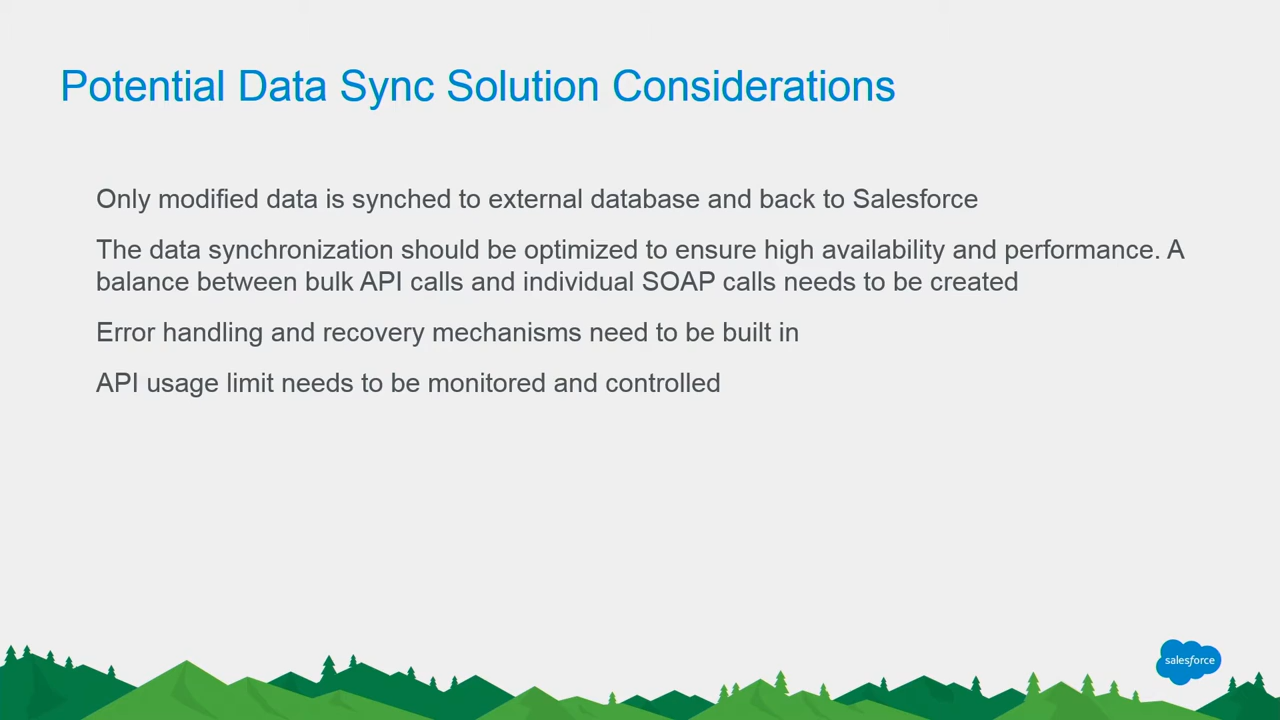 Potential Data Sync Solution Considerations
Only modified data is synched to external database and back to Salesforce
The data synchronization should be optimized to ensure high availability and performance. A
balance between bulk API calls and individual SOAP calls needs to be created
Error handling and recovery mechanisms need to be built in
API usage limit needs to be monitored and controlled
salesforce